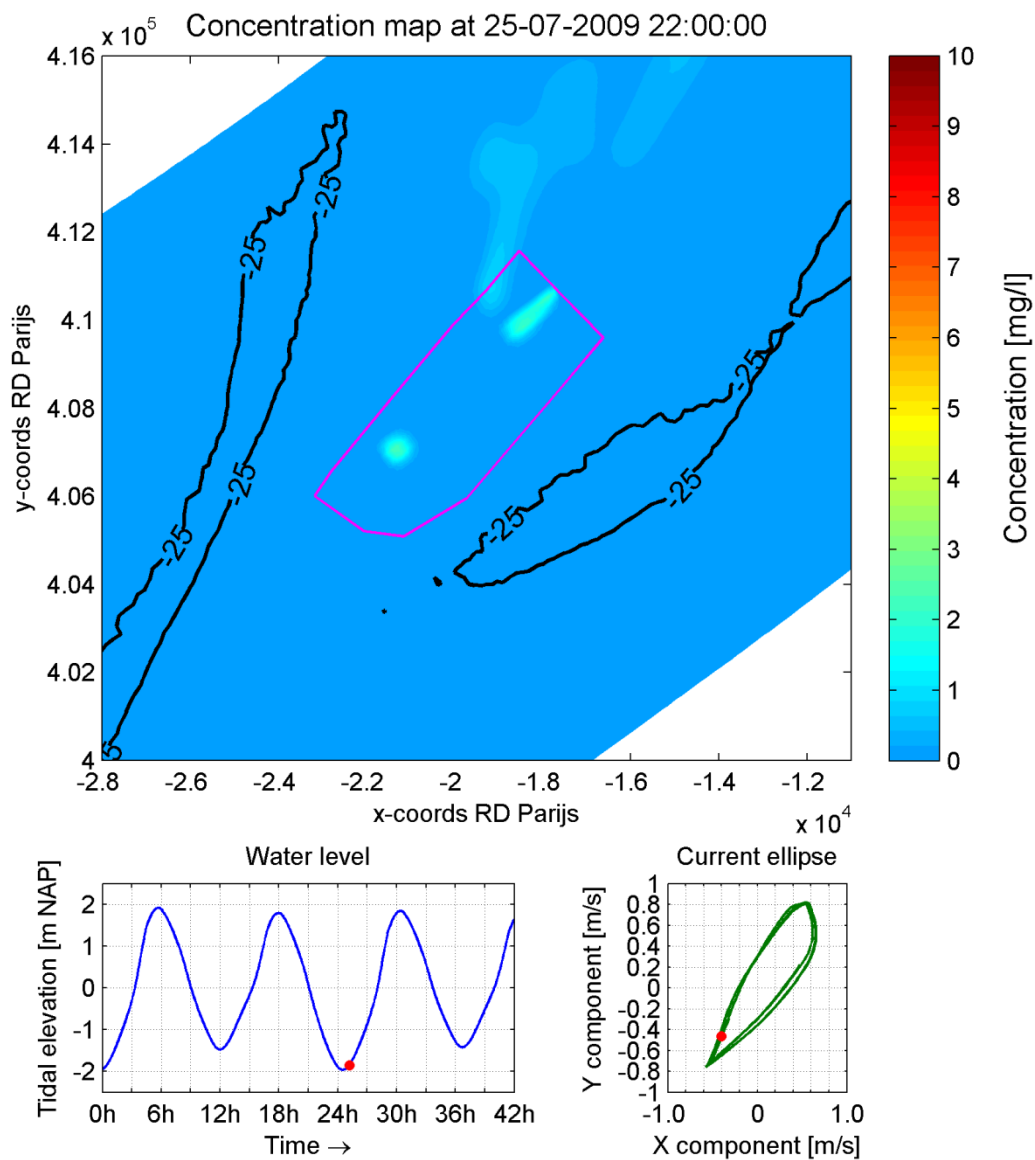 x 10⁵
Concentration map at 25-07-2009 22:00:00
4.16
4.14
4.12
4.1
4.08
4.06
4.04
4.02
4
y-coords RD Parijs
-2.8
-2.6
-2.4
-2.2
-2
-1.8
-1.6
-1.4
-1.2
x-coords RD Parijs
x 10⁴
-25
-25
-25
-25
-25
-25
-25
5
10
9
8
7
6
5
4
3
2
1
0
Concentration [mg/l]
Water level
2
1
0
-1
-2
Tidal elevation [m NAP]
0h
6h
12h
18h
24h
30h
36h
42h
Time →
Current ellipse
1
0.8
0.6
0.4
0.2
0
-0.2
-0.4
-0.6
-0.8
-1
Y component [m/s]
-1.0
0
1.0
X component [m/s]